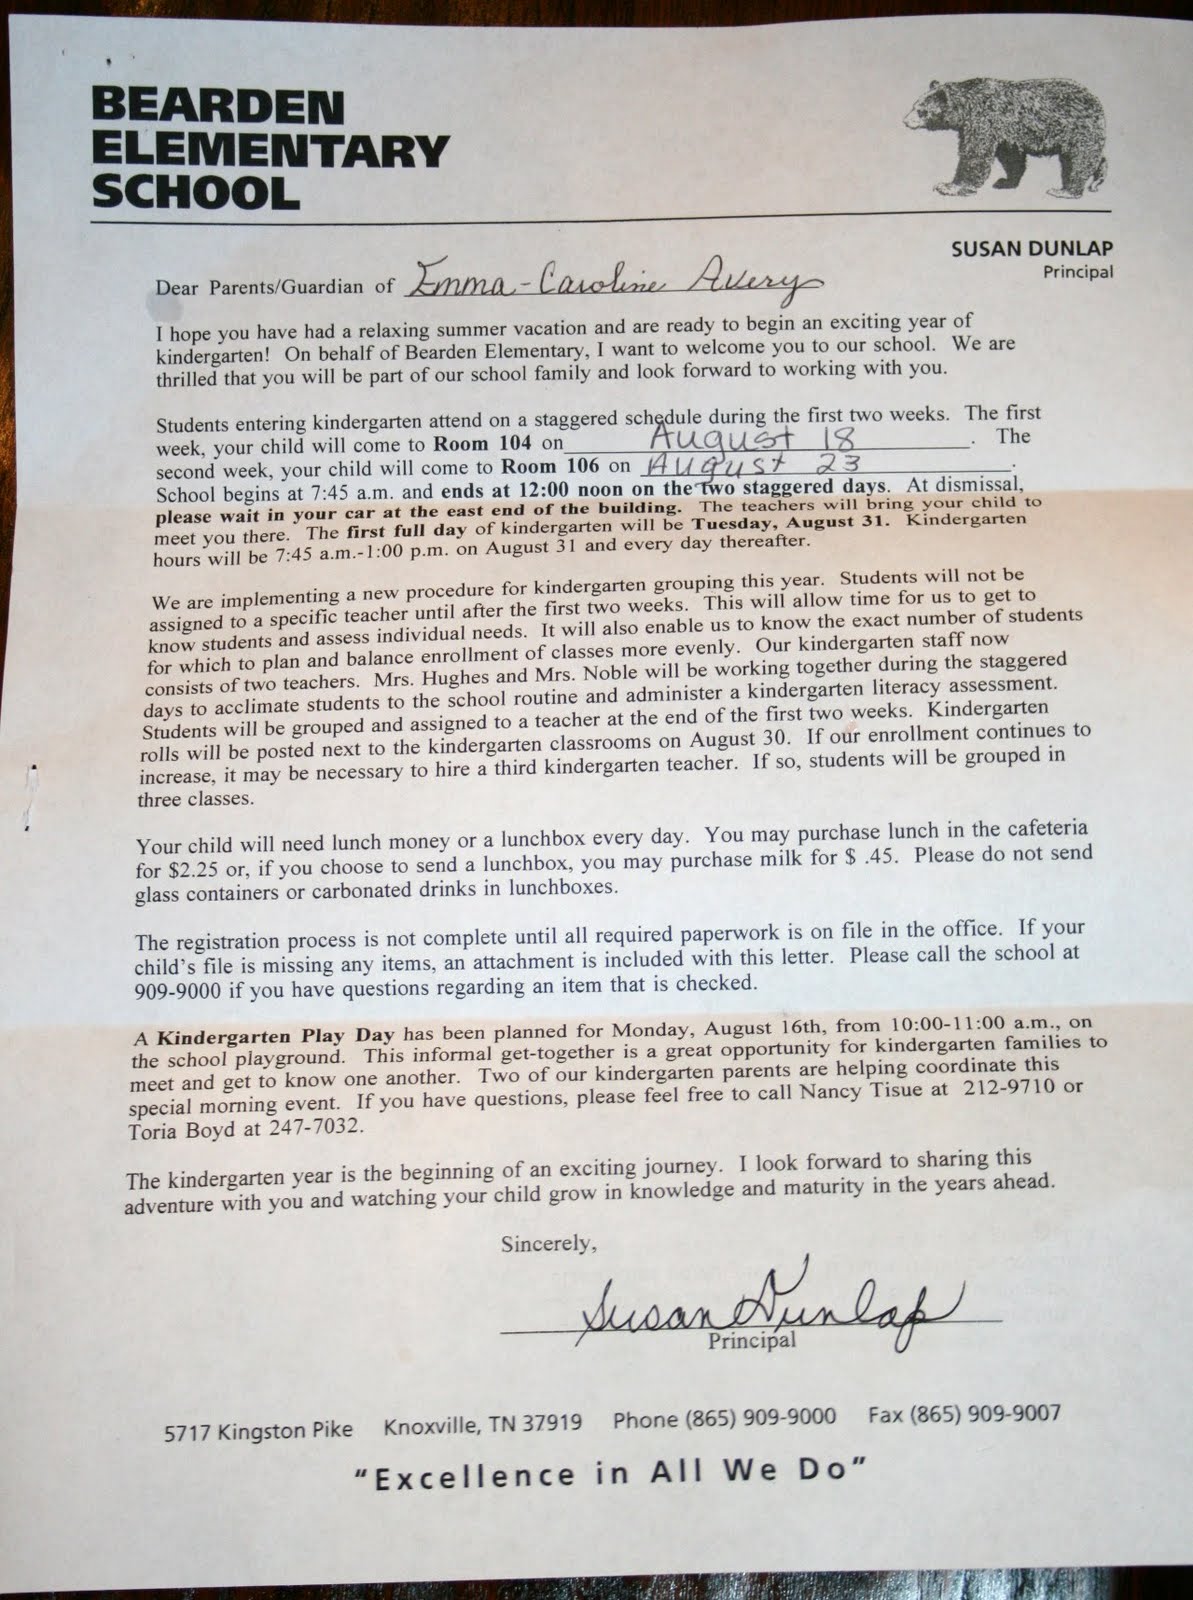 BEARDEN
ELEMENTARY
SCHOOL
SUSAN DUNLAP
Principal
Dear Parents/Guardian of Emma-Caroline Avery
I hope you have had a relaxing summer vacation and are ready to begin an exciting year of
kindergarten! On behalf of Bearden Elementary, I want to welcome you to our school. We are
thrilled that you will be part of our school family and look forward to working with you.
Students entering kindergarten attend on a staggered schedule during the first two weeks. The first
week, your child will come to Room 104 on August 18. The
second week, your child will come to Room 106 on August 23.
School begins at 7:45 a.m. and ends at 12:00 noon on the two staggered days. At dismissal,
please wait in your car at the east end of the building. The teachers will bring your child to
meet you there. The first full day of kindergarten will be Tuesday, August 31. Kindergarten
hours will be 7:45 a.m.-1:00 p.m. on August 31 and every day thereafter.
We are implementing a new procedure for kindergarten grouping this year. Students will not be
assigned to a specific teacher until after the first two weeks. This will allow time for us to get to
know students and assess individual needs. It will also enable us to know the exact number of students
for which to plan and balance enrollment of classes more evenly. Our kindergarten staff now
consists of two teachers. Mrs. Hughes and Mrs. Noble will be working together during the staggered
days to acclimate students to the school routine and administer a kindergarten literacy assessment.
Students will be grouped and assigned to a teacher at the end of the first two weeks. Kindergarten
rolls will be posted next to the kindergarten classrooms on August 30. If our enrollment continues to
increase, it may be necessary to hire a third kindergarten teacher. If so, students will be grouped in
three classes.
Your child will need lunch money or a lunchbox every day. You may purchase lunch in the cafeteria
for $2.25 or, if you choose to send a lunchbox, you may purchase milk for $ .45. Please do not send
glass containers or carbonated drinks in lunchboxes.
The registration process is not complete until all required paperwork is on file in the office. If your
child's file is missing any items, an attachment is included with this letter. Please call the school at
909-9000 if you have questions regarding an item that is checked.
A Kindergarten Play Day has been planned for Monday, August 16th, from 10:00-11:00 a.m., on
the school playground. This informal get-together is a great opportunity for kindergarten families to
meet and get to know one another. Two of our kindergarten parents are helping coordinate this
special morning event. If you have questions, please feel free to call Nancy Tisue at 212-9710 or
Toria Boyd at 247-7032.
The kindergarten year is the beginning of an exciting journey. I look forward to sharing this
adventure with you and watching your child grow in knowledge and maturity in the years ahead.
Sincerely,
Susan Dunlap
Principal
5717 Kingston Pike Knoxville, TN 37919 Phone (865) 909-9000 Fax (865) 909-9007
"Excellence in All We Do"